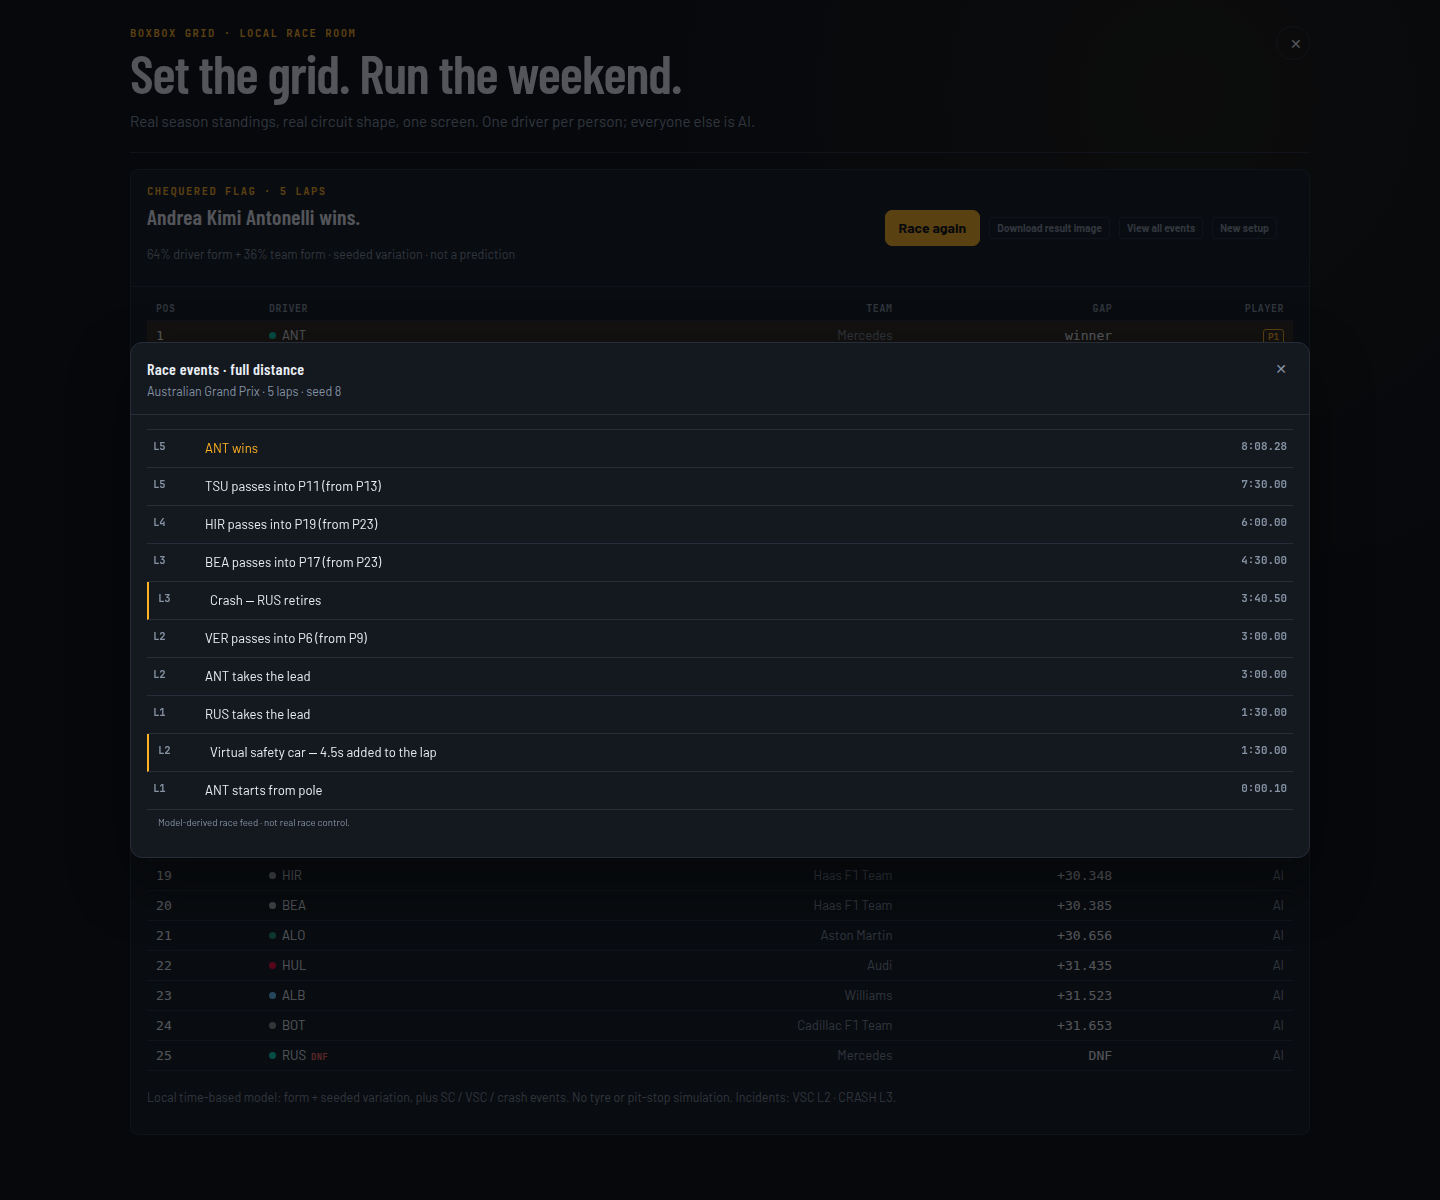 BOXBOX GRID · LOCAL RACE ROOM
Set the grid. Run the weekend.
Real season standings, real circuit shape, one screen. One driver per person; everyone else is AI.
✕
CHEQUERED FLAG · 5 LAPS
Andrea Kimi Antonelli wins.
64% driver form + 36% team form · seeded variation · not a prediction
Race again Download result image View all events New setup
POS DRIVER TEAM GAP PLAYER
1 ANT Mercedes winner P1
Race events · full distance
Australian Grand Prix · 5 laps · seed 8
✕
L5 ANT wins 8:08.28
L5 TSU passes into P11 (from P13) 7:30.00
L4 HIR passes into P19 (from P23) 6:00.00
L3 BEA passes into P17 (from P23) 4:30.00
L3 Crash — RUS retires 3:40.50
L2 VER passes into P6 (from P9) 3:00.00
L2 ANT takes the lead 3:00.00
L1 RUS takes the lead 1:30.00
L2 Virtual safety car — 4.5s added to the lap 1:30.00
L1 ANT starts from pole 0:00.10
Model-derived race feed · not real race control.
19 HIR Haas F1 Team +30.348 AI
20 BEA Haas F1 Team +30.385 AI
21 ALO Aston Martin +30.656 AI
22 HUL Audi +31.435 AI
23 ALB Williams +31.523 AI
24 BOT Cadillac F1 Team +31.653 AI
25 RUS DNF Mercedes DNF AI
Local time-based model: form + seeded variation, plus SC / VSC / crash events. No tyre or pit-stop simulation. Incidents: VSC L2 · CRASH L3.